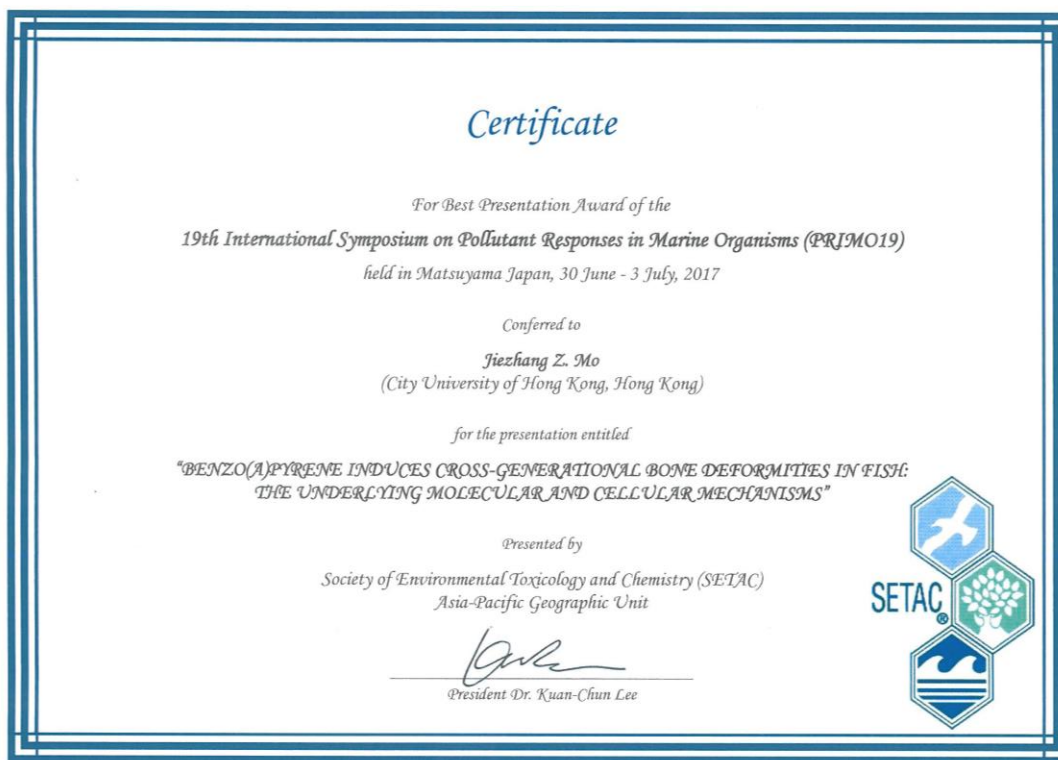 Certificate
For Best Presentation Award of the
19th International Symposium on Pollutant Responses in Marine Organisms (PRIMO19)
held in Matsuyama Japan, 30 June - 3 July, 2017
Conferred to
Jiezhang Z. Mo
(City University of Hong Kong, Hong Kong)
for the presentation entitled
"BENZO(A)PYRENE INDUCES CROSS-GENERATIONAL BONE DEFORMITIES IN FISH:
THE UNDERLYING MOLECULAR AND CELLULAR MECHANISMS"
Presented by
Society of Environmental Toxicology and Chemistry (SETAC)
Asia-Pacific Geographic Unit
SETAC®
President Dr. Kuan-Chun Lee